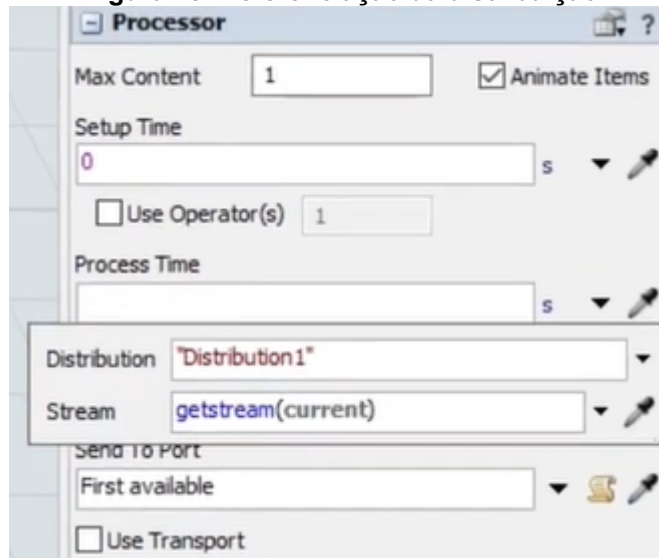 Processor
?
Max Content 1 Animate Items
Setup Time
0 s
Use Operator(s) 1
Process Time
s
Distribution "Distribution1"
Stream getstream(current)
Send To Port
First available
Use Transport